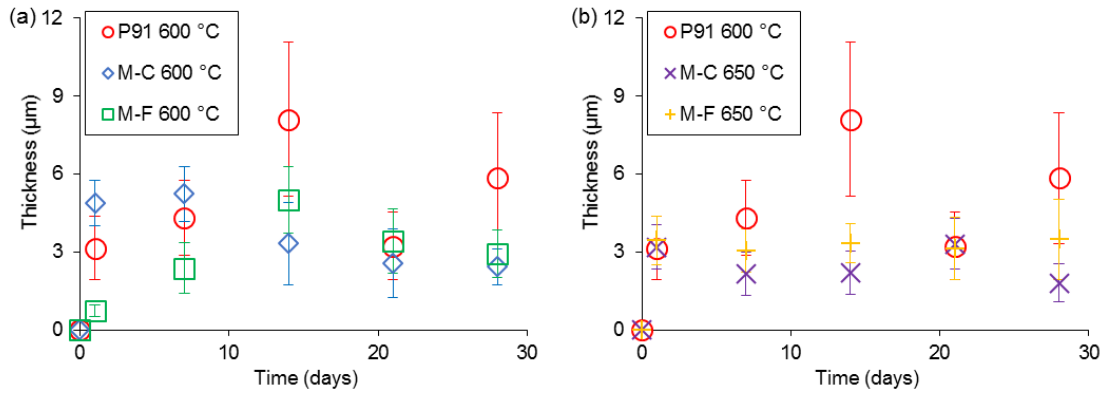 (a)
12
9
6
3
0
Thickness (µm)
P91 600 °C
M-C 600 °C
M-F 600 °C
0
10
20
30
Time (days)
(b)
12
9
6
3
0
Thickness (µm)
P91 600 °C
M-C 650 °C
M-F 650 °C
0
10
20
30
Time (days)